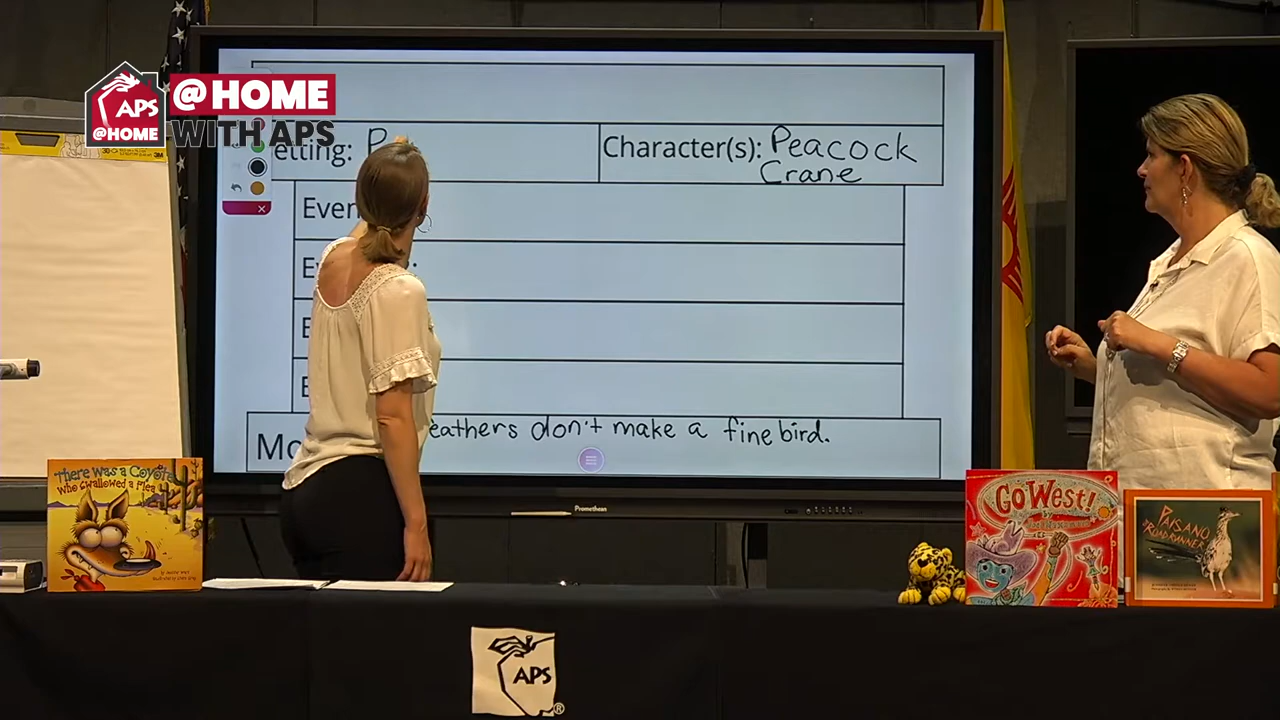 APS
@HOME
@HOME
WITH APS
etting: P
Character(s): Peacock
Crane
Even
Mo
eathers don't make a fine bird.
Promethean
There was a Coyote
Who Swallowed a Flea
Go West!
PAISANO
ROADRUNNER
APS
®